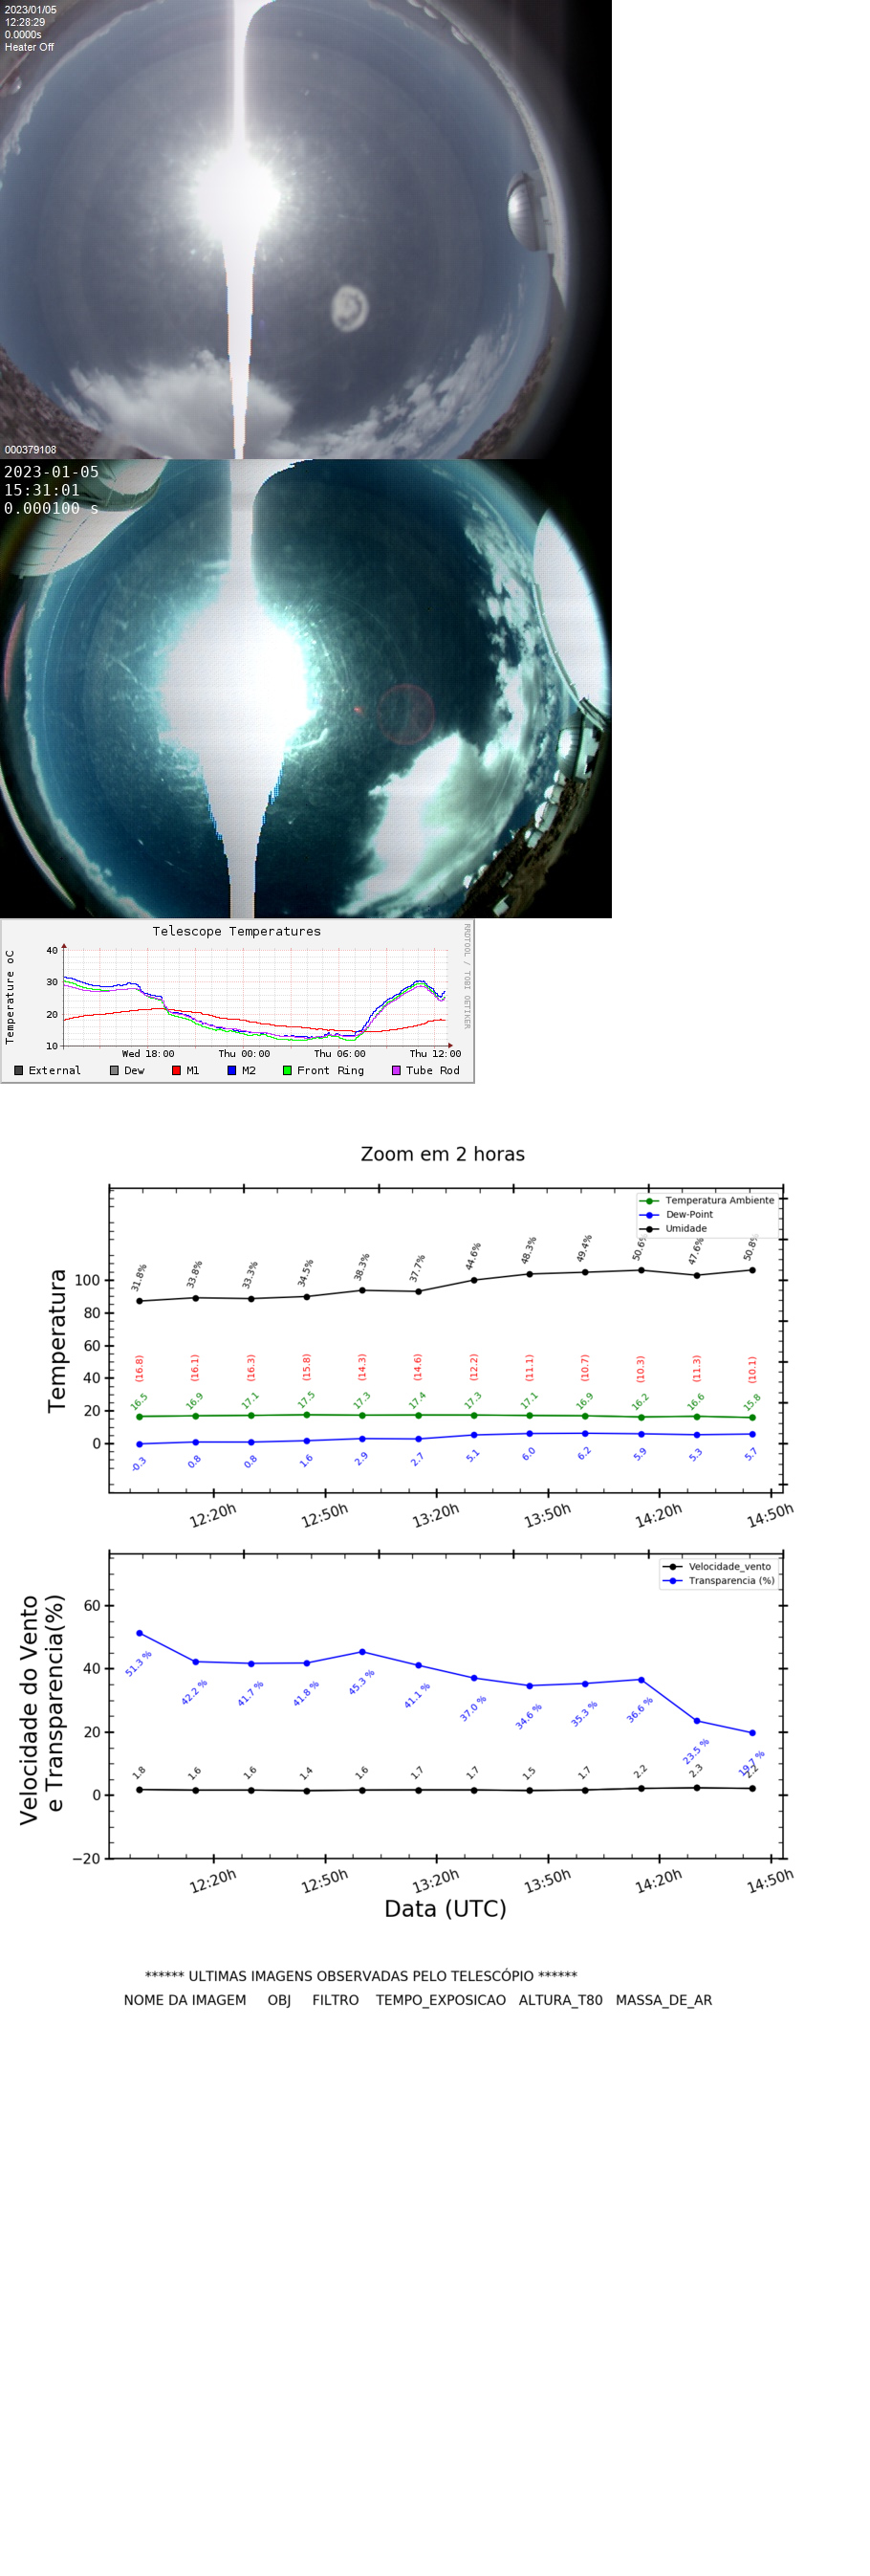 2023/01/05
12:28:29
0.0000s
Heater Off
000379108
2023-01-05
15:31:01
0.000100 s
Telescope Temperatures
RRDTOOL / TOBI OETIKER
Temperature oC
40
30
20
10
Wed 18:00 Thu 00:00 Thu 06:00 Thu 12:00
External Dew M1 M2 Front Ring Tube Rod
Zoom em 2 horas
Temperatura Ambiente
Dew-Point
Umidade
Temperatura
100
80
60
40
20
0
31.8% 33.8% 33.3% 34.5% 38.3% 37.7% 44.6% 48.3% 49.4% 50.6% 47.6% 50.8%
(16.8) (16.1) (16.3) (15.8) (14.3) (14.6) (12.2) (11.1) (10.7) (10.3) (11.3) (10.1)
16.5 16.9 17.1 17.5 17.3 17.4 17.3 17.1 16.9 16.2 16.6 15.8
-0.3 0.8 0.8 1.6 2.9 2.7 5.1 6.0 6.2 5.9 5.3 5.7
12:20h 12:50h 13:20h 13:50h 14:20h 14:50h
Velocidade_vento
Transparencia (%)
Velocidade do Vento
e Transparencia(%)
60
40
20
0
−20
51.3 % 42.2 % 41.7 % 41.8 % 45.3 % 41.1 % 37.0 % 34.6 % 35.3 % 36.6 % 23.5 % 19.7 %
1.8 1.6 1.6 1.4 1.6 1.7 1.7 1.5 1.7 2.2 2.3 2.2
12:20h 12:50h 13:20h 13:50h 14:20h 14:50h
Data (UTC)
****** ULTIMAS IMAGENS OBSERVADAS PELO TELESCÓPIO ******
NOME DA IMAGEM OBJ FILTRO TEMPO_EXPOSICAO ALTURA_T80 MASSA_DE_AR